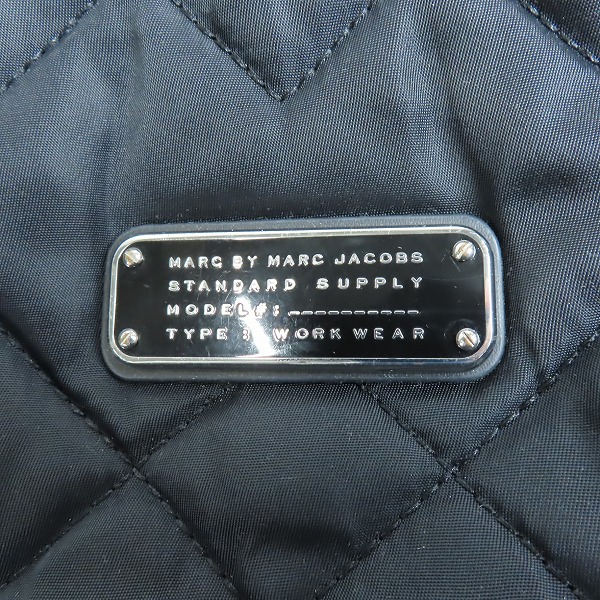 MARC BY MARC JACOBS
STANDARD SUPPLY
MODEL#: __________
TYPE : WORK WEAR